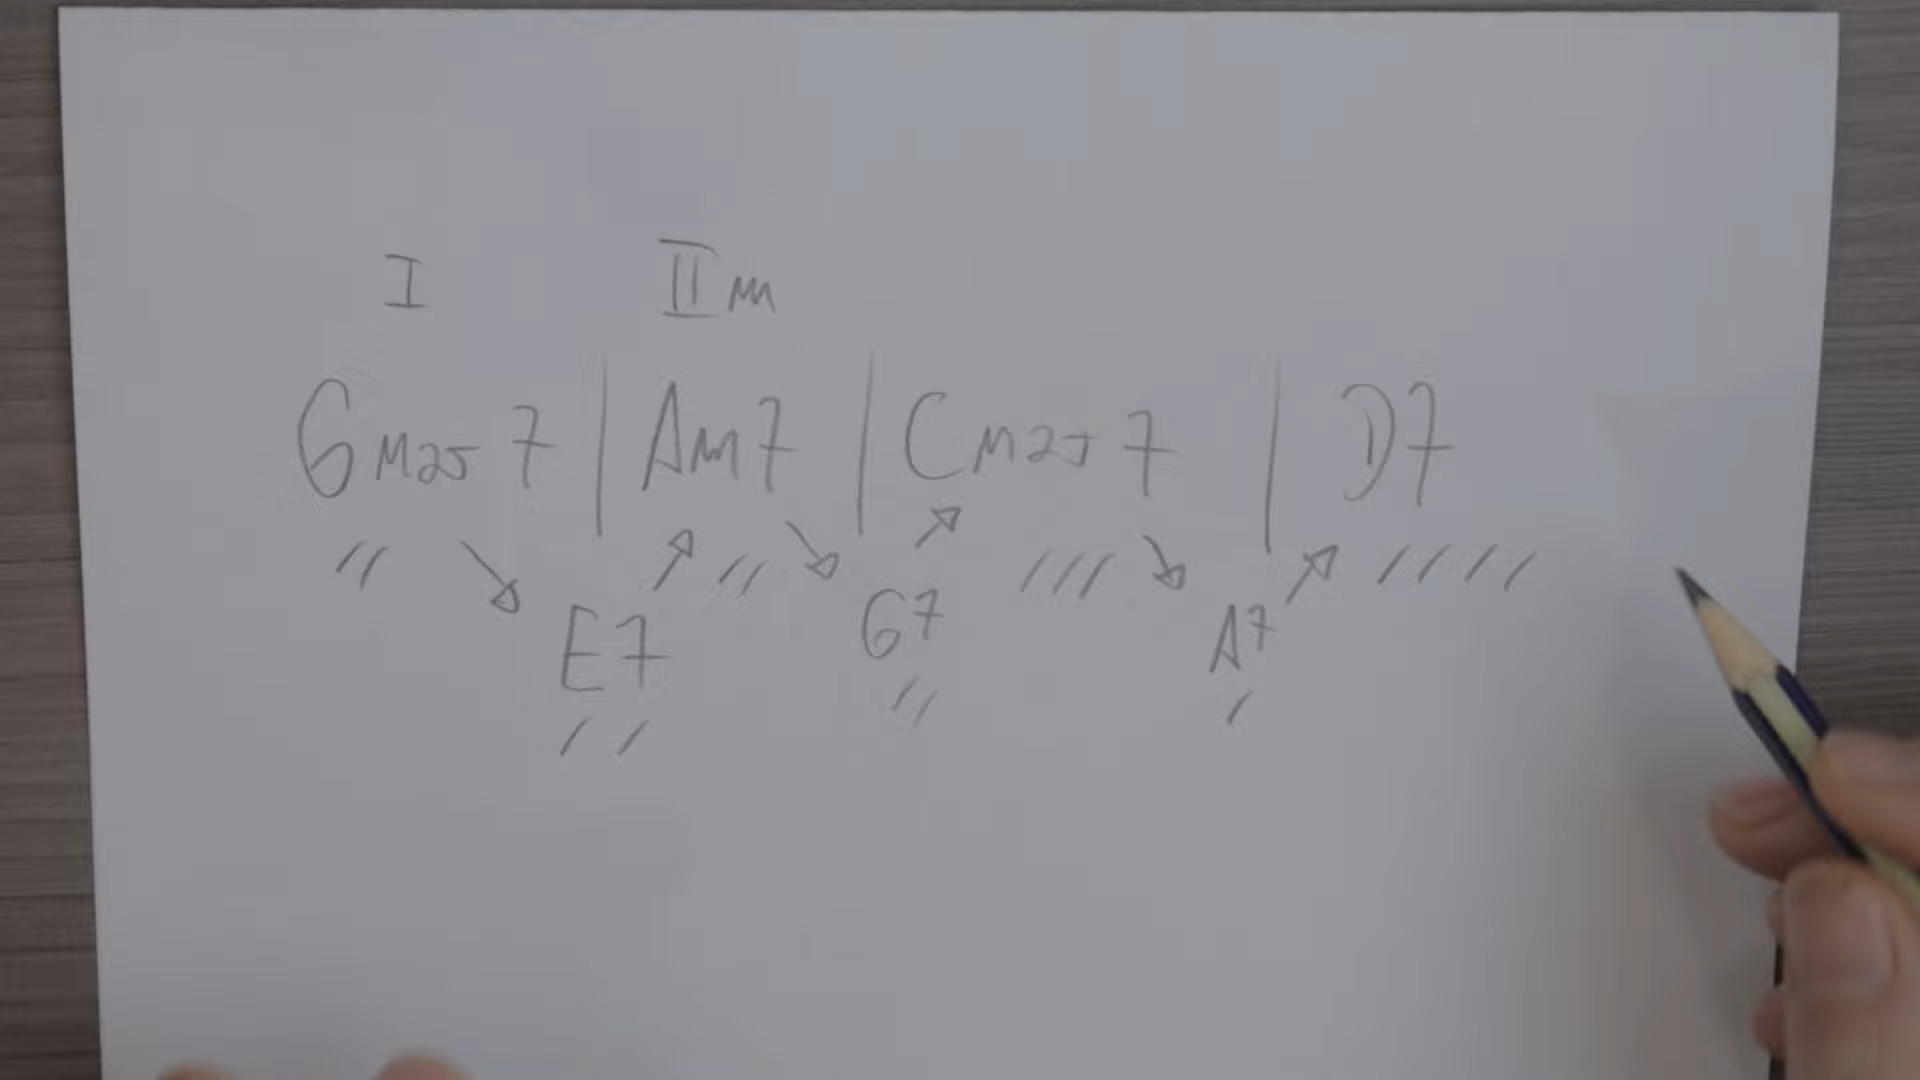 I IIm
Gmaj7 | Am7 | Cmaj7 | D7
// // /// ////
E7 G7 A7
// // /